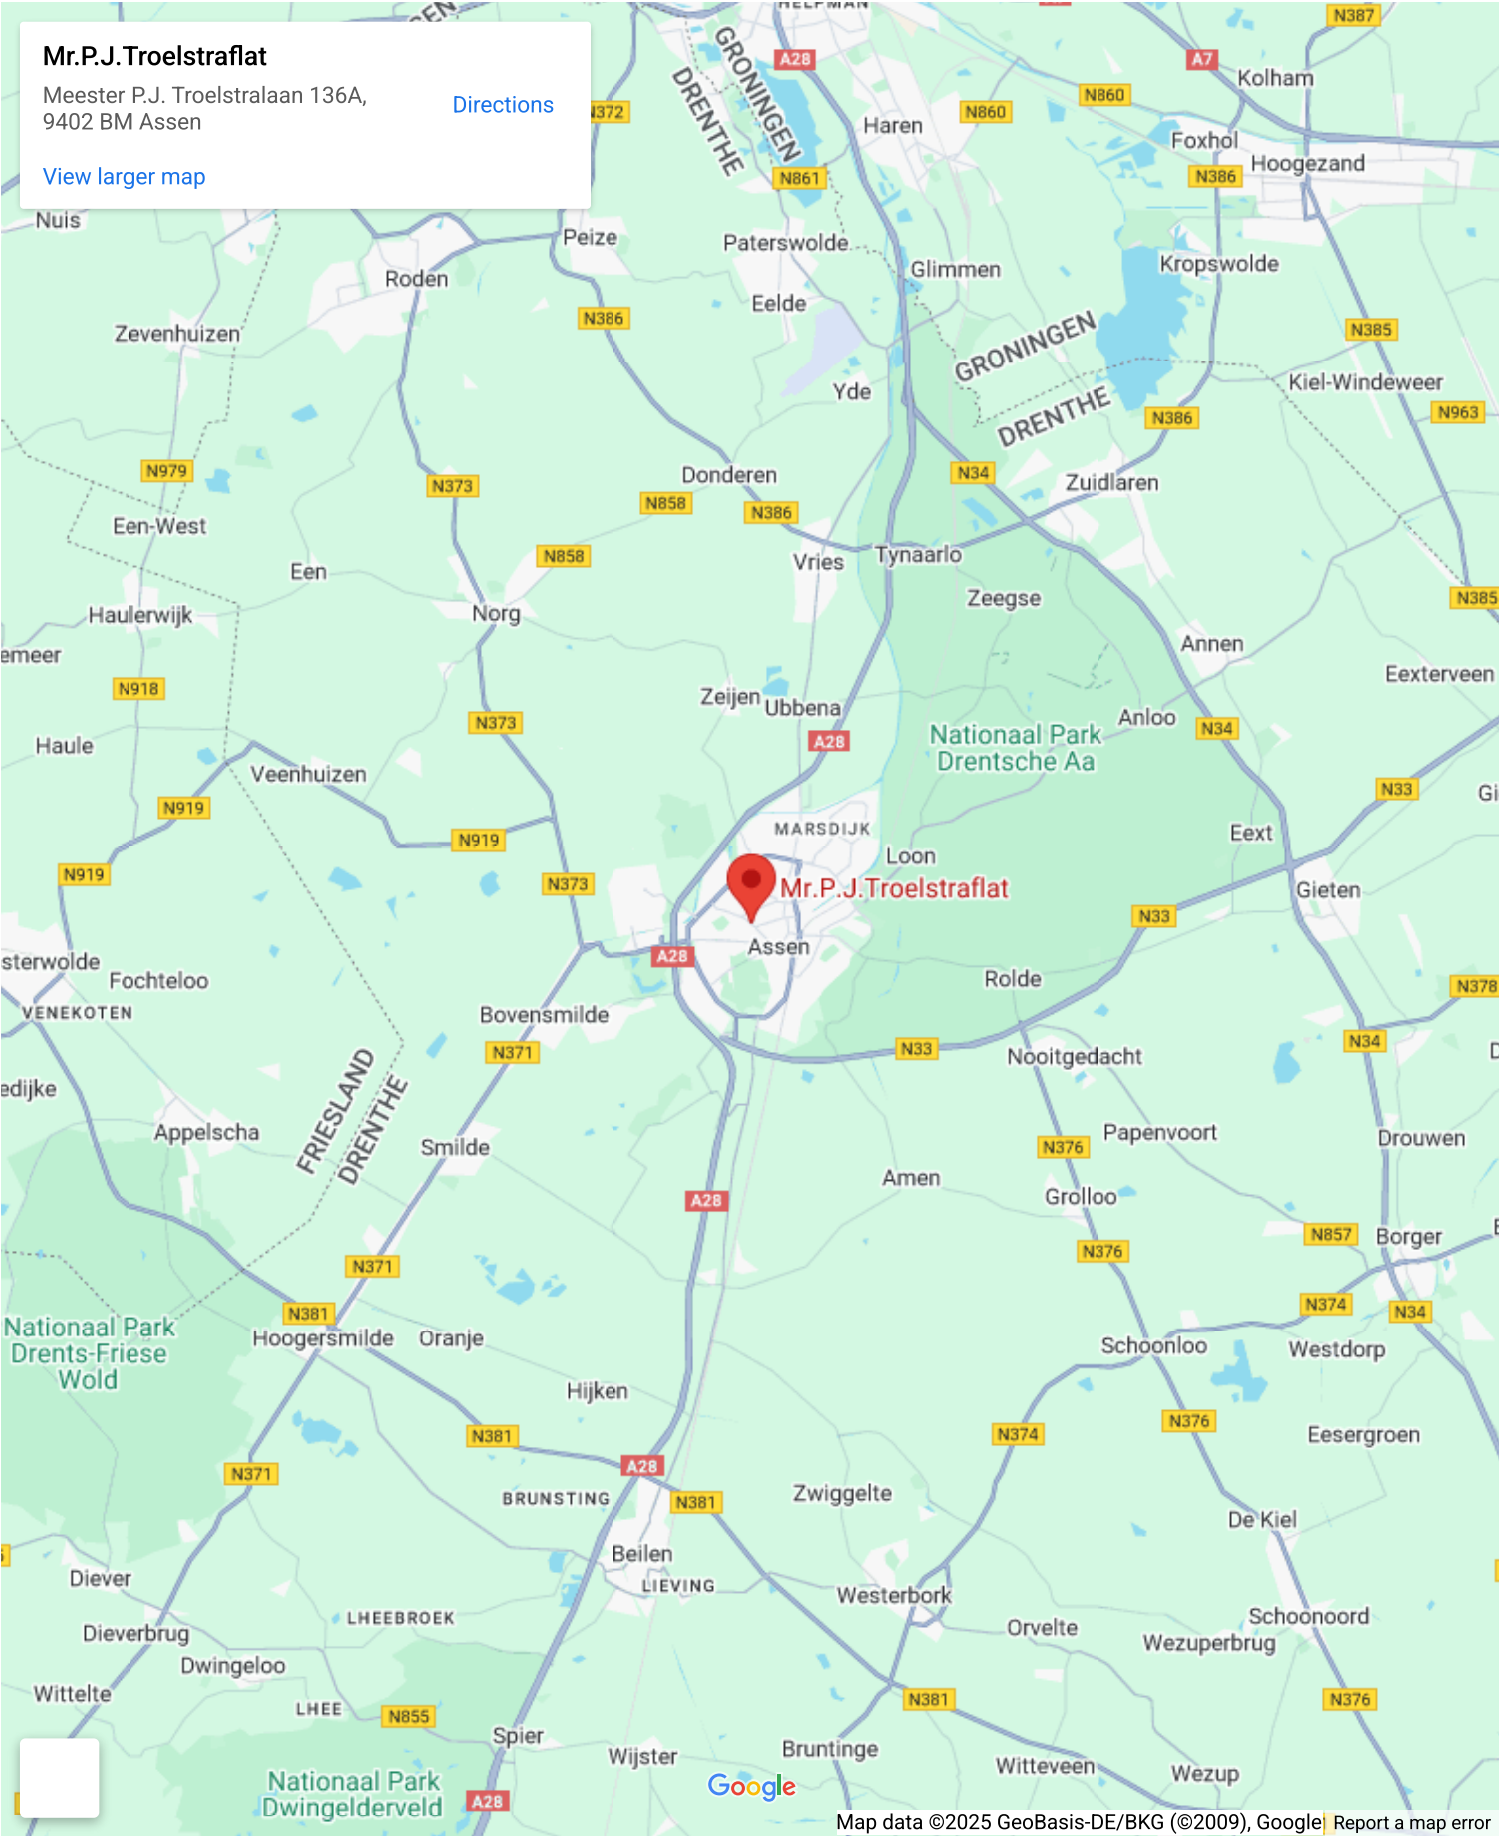 HELPMAN
N387
GEN
Mr.P.J.Troelstraflat
A28
A7
Kolham
Meester P.J. Troelstralaan 136A,
9402 BM Assen
Directions
N372
GRONINGEN
DRENTHE
N860
N860
Haren
Foxhol
Hoogezand
View larger map
N861
N386
Nuis
Peize
Paterswolde
Glimmen
Kropswolde
Roden
Eelde
N386
Zevenhuizen
GRONINGEN
N385
Yde
DRENTHE
Kiel-Windeweer
N386
N963
N979
N373
Donderen
N34
Zuidlaren
N858
N386
Een-West
N858
Vries
Tynaarlo
Een
Zeegse
N385
Haulerwijk
Norg
Annen
emeer
N918
Zeijen
Ubbena
Eexterveen
Anloo
N373
N34
Haule
A28
Nationaal Park
Drentsche Aa
Veenhuizen
N33
Gi
N919
N919
MARSDIJK
Eext
Loon
N919
N373
Mr.P.J.Troelstraflat
Gieten
N33
Assen
A28
sterwolde
Fochteloo
Rolde
N378
VENEKOTEN
Bovensmilde
N371
N33
N34
Nooitgedacht
D
edijke
FRIESLAND
DRENTHE
Appelscha
Smilde
N376
Papenvoort
Drouwen
Amen
Grolloo
A28
N857
Borger
N376
N371
N381
N374
N34
Nationaal Park
Drents-Friese
Wold
Hoogersmilde
Oranje
Schoonloo
Westdorp
Hijken
N376
N381
N374
Eesergroen
A28
N371
BRUNSTING
N381
Zwiggelte
De Kiel
Beilen
Diever
LIEVING
Westerbork
LHEEBROEK
Schoonoord
Dieverbrug
Orvelte
Wezuperbrug
Dwingeloo
Wittelte
LHEE
N855
N381
N376
Spier
Wijster
Bruntinge
Witteveen
Wezup
Nationaal Park
Dwingelderveld
A28
Google
Map data ©2025 GeoBasis-DE/BKG (©2009), Google
Report a map error